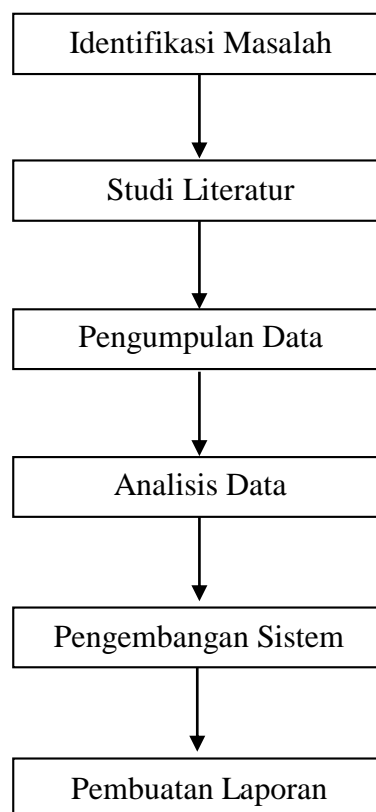 Identifikasi Masalah
Studi Literatur
Pengumpulan Data
Analisis Data
Pengembangan Sistem
Pembuatan Laporan